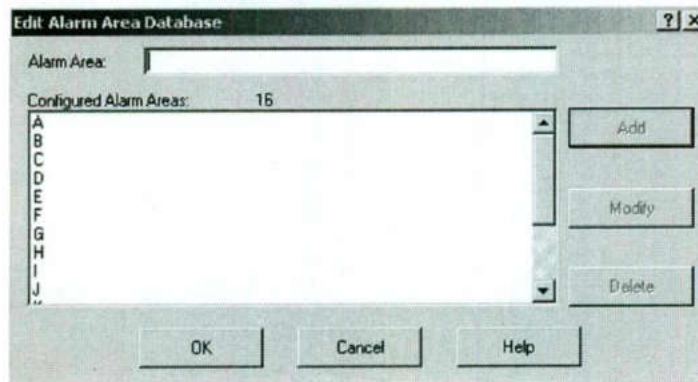 Edit Alarm Area Database
? x
Alarm Area:
Configured Alarm Areas: 16
A
B
C
D
E
F
G
H
I
J
Add
Modify
Delete
OK
Cancel
Help